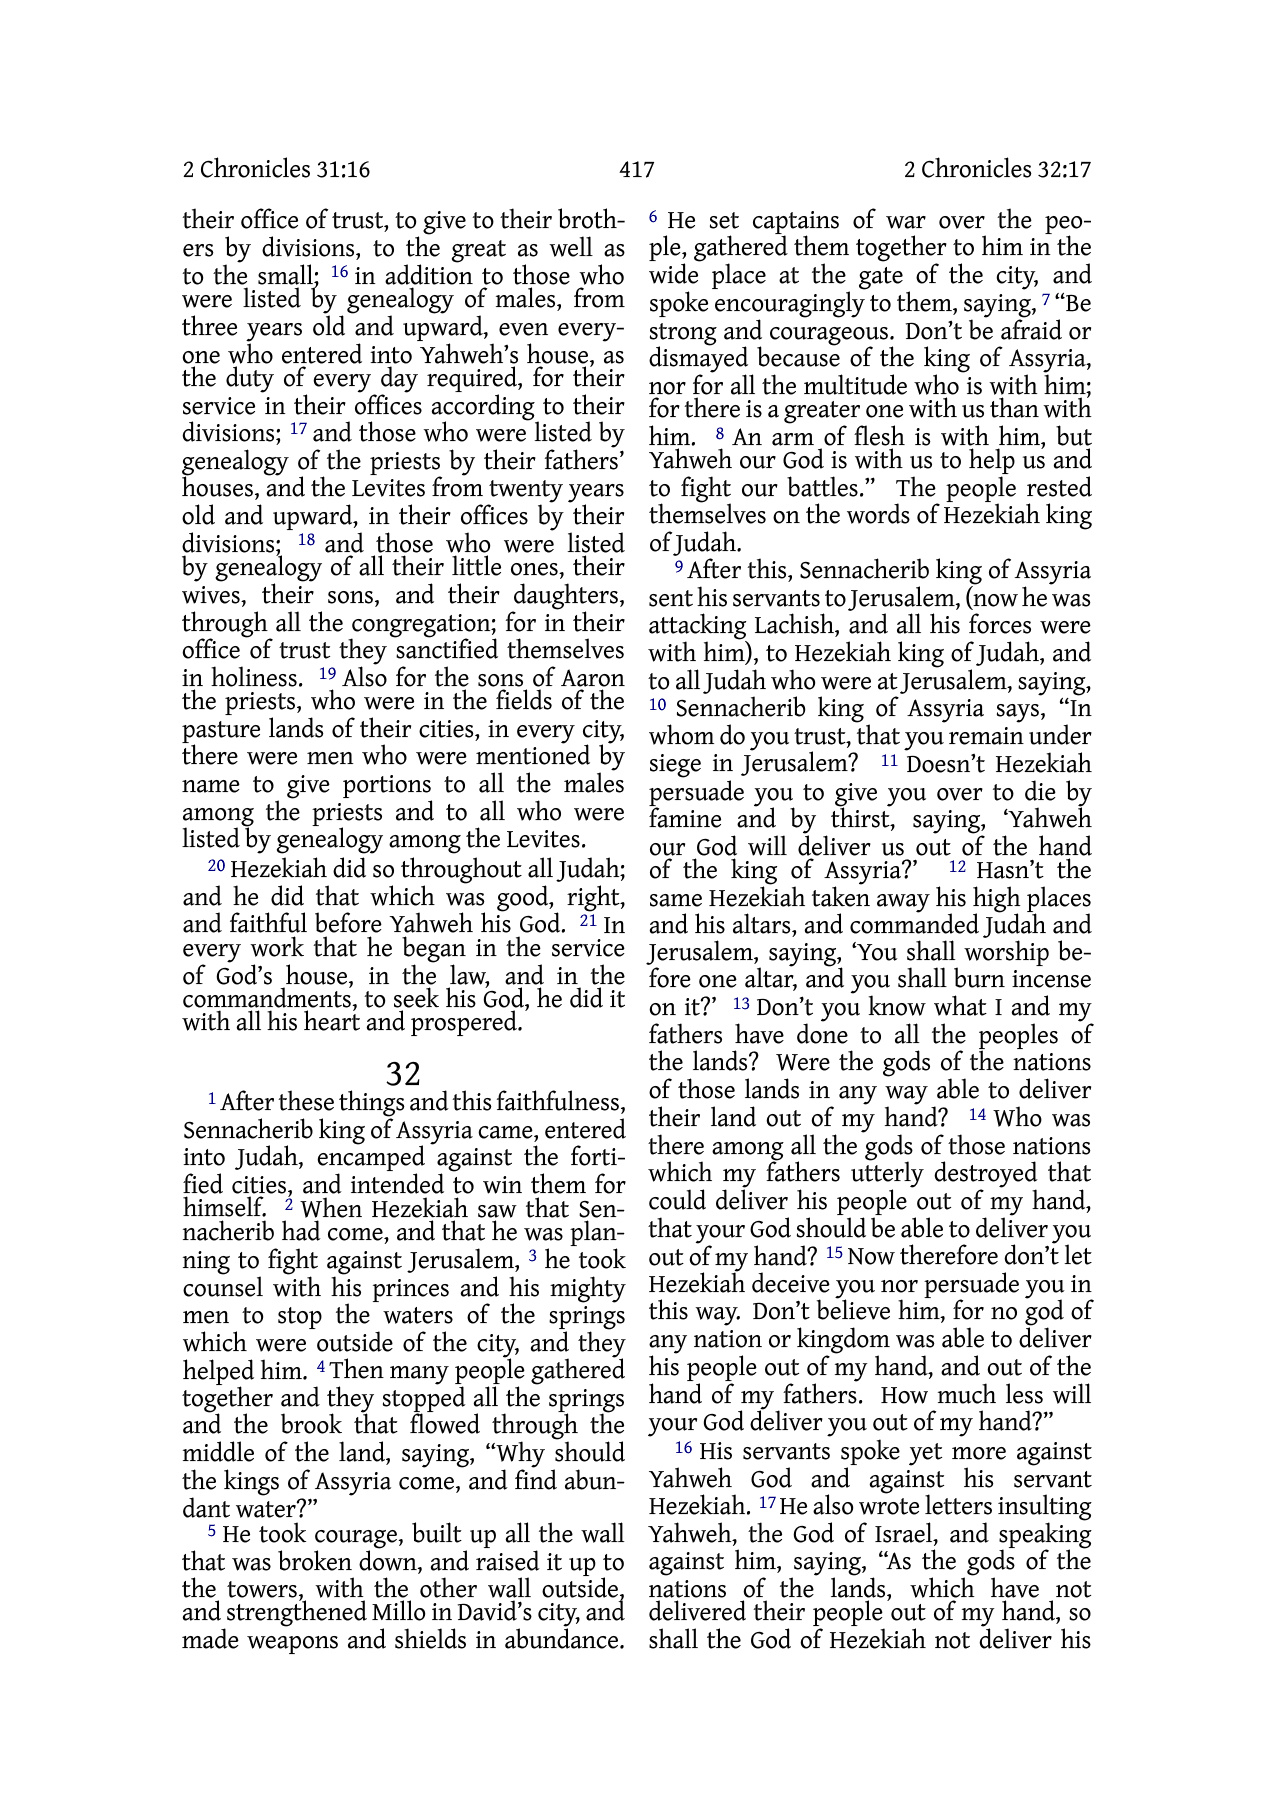 2 Chronicles 31:16 417 2 Chronicles 32:17
their office of trust, to give to their broth-
ers by divisions, to the great as well as
to the small; 16 in addition to those who
were listed by genealogy of males, from
three years old and upward, even every-
one who entered into Yahweh’s house, as
the duty of every day required, for their
service in their offices according to their
divisions; 17 and those who were listed by
genealogy of the priests by their fathers’
houses, and the Levites from twenty years
old and upward, in their offices by their
divisions; 18 and those who were listed
by genealogy of all their little ones, their
wives, their sons, and their daughters,
through all the congregation; for in their
office of trust they sanctified themselves
in holiness. 19 Also for the sons of Aaron
the priests, who were in the fields of the
pasture lands of their cities, in every city,
there were men who were mentioned by
name to give portions to all the males
among the priests and to all who were
listed by genealogy among the Levites.
20 Hezekiah did so throughout all Judah;
and he did that which was good, right,
and faithful before Yahweh his God. 21 In
every work that he began in the service
of God’s house, in the law, and in the
commandments, to seek his God, he did it
with all his heart and prospered.
32
1 After these things and this faithfulness,
Sennacherib king of Assyria came, entered
into Judah, encamped against the forti-
fied cities, and intended to win them for
himself. 2 When Hezekiah saw that Sen-
nacherib had come, and that he was plan-
ning to fight against Jerusalem, 3 he took
counsel with his princes and his mighty
men to stop the waters of the springs
which were outside of the city, and they
helped him. 4 Then many people gathered
together and they stopped all the springs
and the brook that flowed through the
middle of the land, saying, “Why should
the kings of Assyria come, and find abun-
dant water?”
5 He took courage, built up all the wall
that was broken down, and raised it up to
the towers, with the other wall outside,
and strengthened Millo in David’s city, and
made weapons and shields in abundance.
6 He set captains of war over the peo-
ple, gathered them together to him in the
wide place at the gate of the city, and
spoke encouragingly to them, saying, 7 “Be
strong and courageous. Don’t be afraid or
dismayed because of the king of Assyria,
nor for all the multitude who is with him;
for there is a greater one with us than with
him. 8 An arm of flesh is with him, but
Yahweh our God is with us to help us and
to fight our battles.” The people rested
themselves on the words of Hezekiah king
of Judah.
9 After this, Sennacherib king of Assyria
sent his servants to Jerusalem, (now he was
attacking Lachish, and all his forces were
with him), to Hezekiah king of Judah, and
to all Judah who were at Jerusalem, saying,
10 Sennacherib king of Assyria says, “In
whom do you trust, that you remain under
siege in Jerusalem? 11 Doesn’t Hezekiah
persuade you to give you over to die by
famine and by thirst, saying, ‘Yahweh
our God will deliver us out of the hand
of the king of Assyria?’ 12 Hasn’t the
same Hezekiah taken away his high places
and his altars, and commanded Judah and
Jerusalem, saying, ‘You shall worship be-
fore one altar, and you shall burn incense
on it?’ 13 Don’t you know what I and my
fathers have done to all the peoples of
the lands? Were the gods of the nations
of those lands in any way able to deliver
their land out of my hand? 14 Who was
there among all the gods of those nations
which my fathers utterly destroyed that
could deliver his people out of my hand,
that your God should be able to deliver you
out of my hand? 15 Now therefore don’t let
Hezekiah deceive you nor persuade you in
this way. Don’t believe him, for no god of
any nation or kingdom was able to deliver
his people out of my hand, and out of the
hand of my fathers. How much less will
your God deliver you out of my hand?”
16 His servants spoke yet more against
Yahweh God and against his servant
Hezekiah. 17 He also wrote letters insulting
Yahweh, the God of Israel, and speaking
against him, saying, “As the gods of the
nations of the lands, which have not
delivered their people out of my hand, so
shall the God of Hezekiah not deliver his